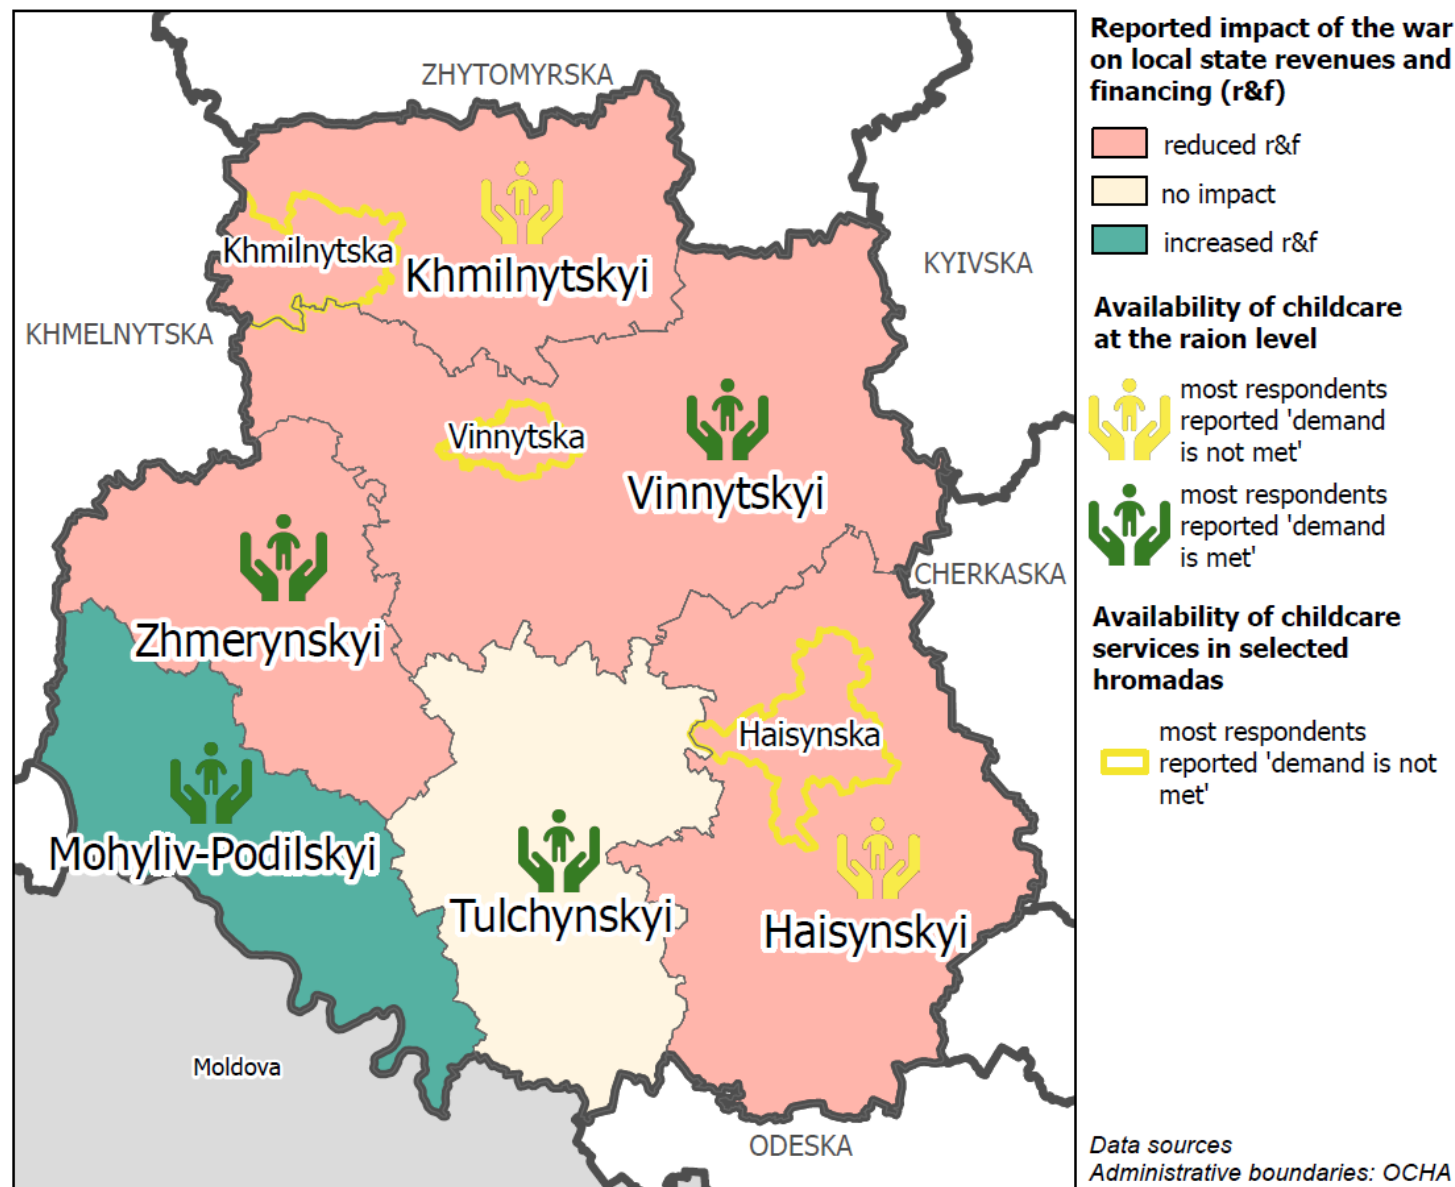 ZHYTOMYRSKA
KYIVSKA
KHMELNYTSKA
Khmilnytska
Khmilnytskyi
Vinnytska
Vinnytskyi
CHERKASKA
Zhmerynskyi
Haisynska
Mohyliv-Podilskyi
Tulchynskyi
Haisynskyi
Moldova
ODESKA
Reported impact of the war
on local state revenues and
financing (r&f)
reduced r&f
no impact
increased r&f
Availability of childcare
at the raion level
most respondents
reported 'demand
is not met'
most respondents
reported 'demand
is met'
Availability of childcare
services in selected
hromadas
most respondents
reported 'demand is not
met'
Data sources
Administrative boundaries: OCHA